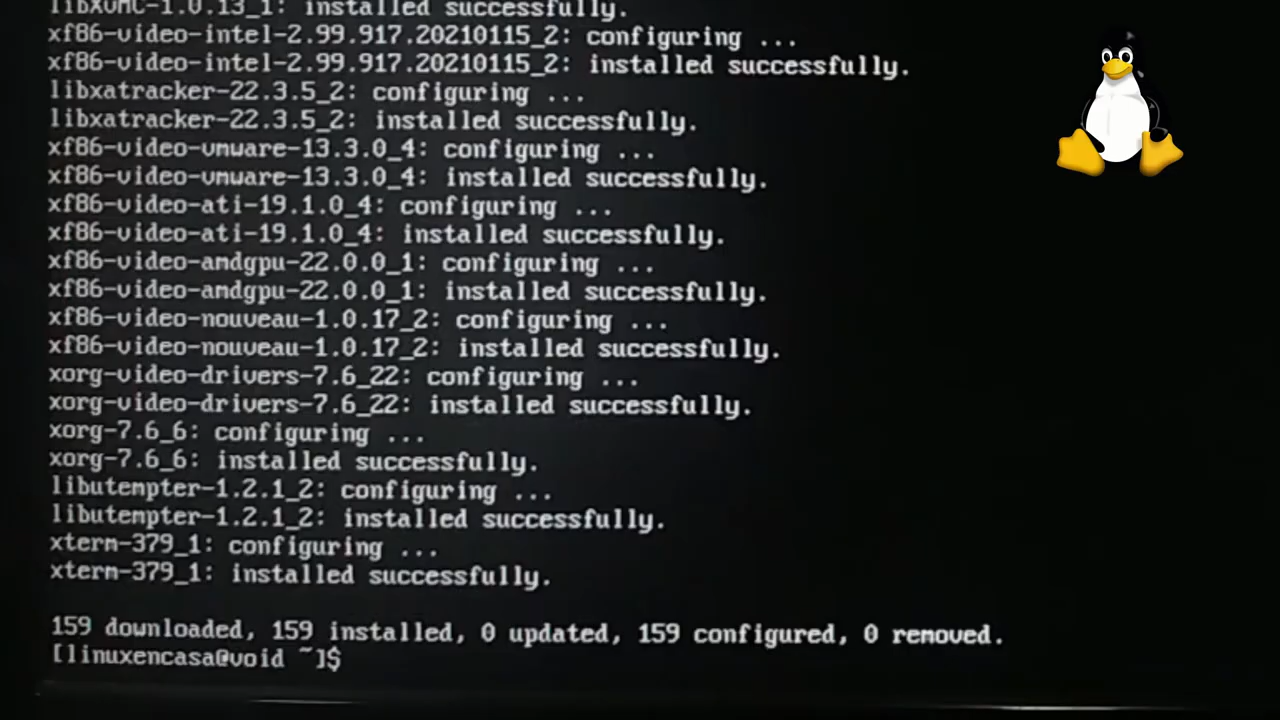 libXvMC-1.0.13_1: installed successfully.
xf86-video-intel-2.99.917.20210115_2: configuring ...
xf86-video-intel-2.99.917.20210115_2: installed successfully.
libxatracker-22.3.5_2: configuring ...
libxatracker-22.3.5_2: installed successfully.
xf86-video-vmware-13.3.0_4: configuring ...
xf86-video-vmware-13.3.0_4: installed successfully.
xf86-video-ati-19.1.0_4: configuring ...
xf86-video-ati-19.1.0_4: installed successfully.
xf86-video-amdgpu-22.0.0_1: configuring ...
xf86-video-amdgpu-22.0.0_1: installed successfully.
xf86-video-nouveau-1.0.17_2: configuring ...
xf86-video-nouveau-1.0.17_2: installed successfully.
xorg-video-drivers-7.6_22: configuring ...
xorg-video-drivers-7.6_22: installed successfully.
xorg-7.6_6: configuring ...
xorg-7.6_6: installed successfully.
libutempter-1.2.1_2: configuring ...
libutempter-1.2.1_2: installed successfully.
xterm-379_1: configuring ...
xterm-379_1: installed successfully.
159 downloaded, 159 installed, 0 updated, 159 configured, 0 removed.
[linuxencasa@void ~]$